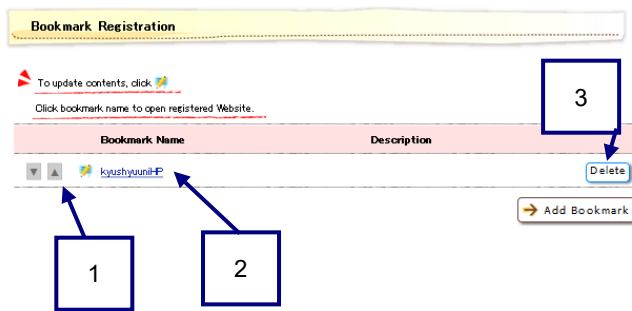 Bookmark Registration
To update contents, click
Click bookmark name to open registered Website.
3
Bookmark Name Description
▼ ▲ kyushyuuniHP Delete
Add Bookmark
1
2